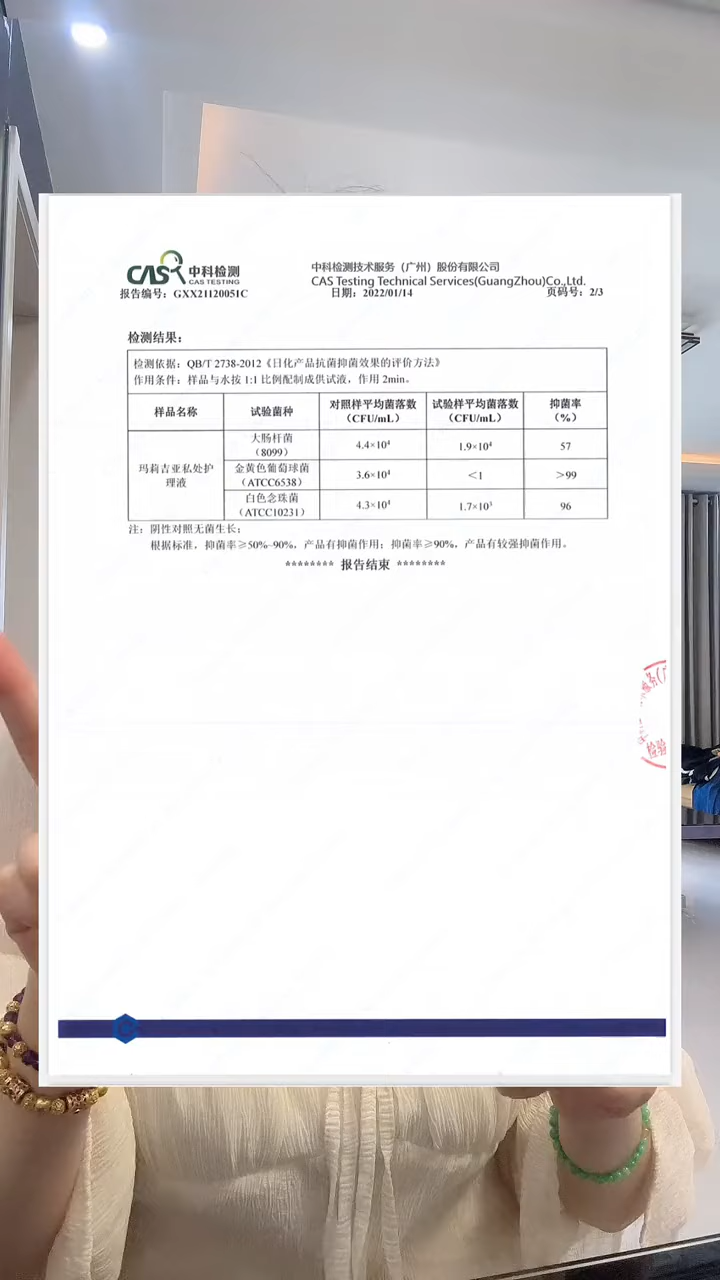 CAS 中科检测
CAS TESTING
中科检测技术服务（广州）股份有限公司
CAS Testing Technical Services(GuangZhou)Co.,Ltd.
报告编号：GXX21120051C 日期：2022/01/14 页码号：2/3
检测结果：
检测依据：QB/T 2738-2012《日化产品抗菌抑菌效果的评价方法》
作用条件：样品与水按 1:1 比例配制成供试液，作用 2min。
样品名称 试验菌种 对照样平均菌落数（CFU/mL） 试验样平均菌落数（CFU/mL） 抑菌率（%）
玛莉吉亚私处护理液
大肠杆菌（8099） 4.4×10⁴ 1.9×10⁴ 57
金黄色葡萄球菌（ATCC6538） 3.6×10⁴ ＜1 >99
白色念珠菌（ATCC10231） 4.3×10⁴ 1.7×10³ 96
注：阴性对照无菌生长；
根据标准，抑菌率≥50%~90%，产品有抑菌作用；抑菌率≥90%，产品有较强抑菌作用。
******** 报告结束 ********
检验